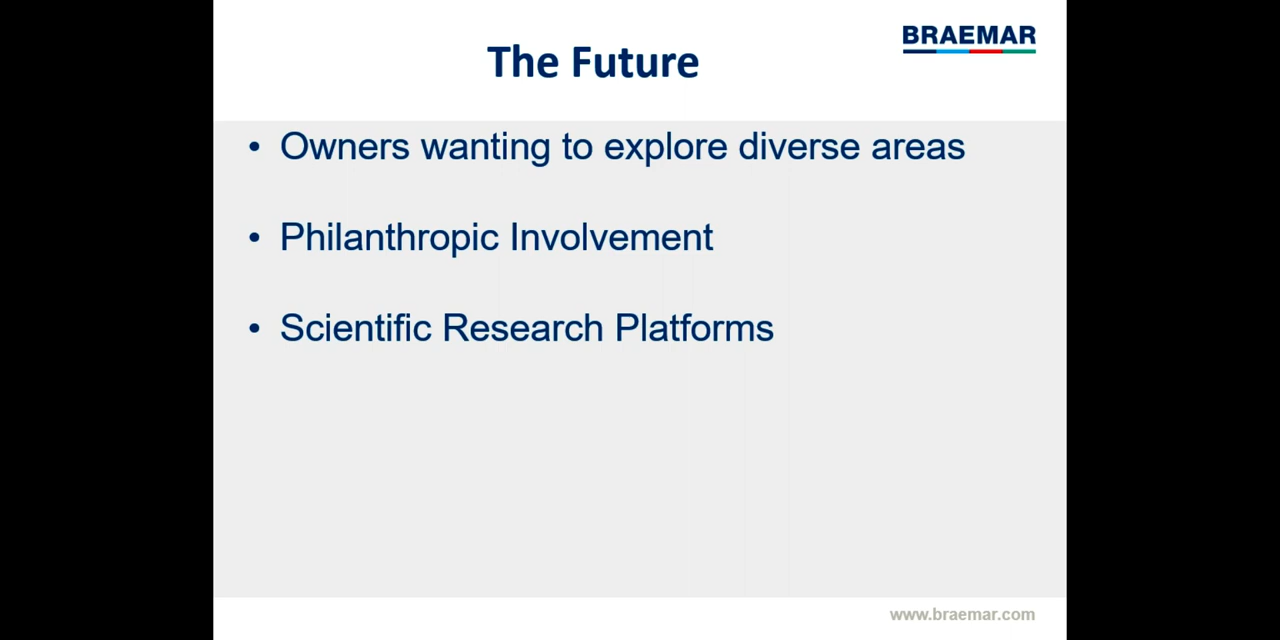 BRAEMAR
The Future
• Owners wanting to explore diverse areas
• Philanthropic Involvement
• Scientific Research Platforms
www.braemar.com